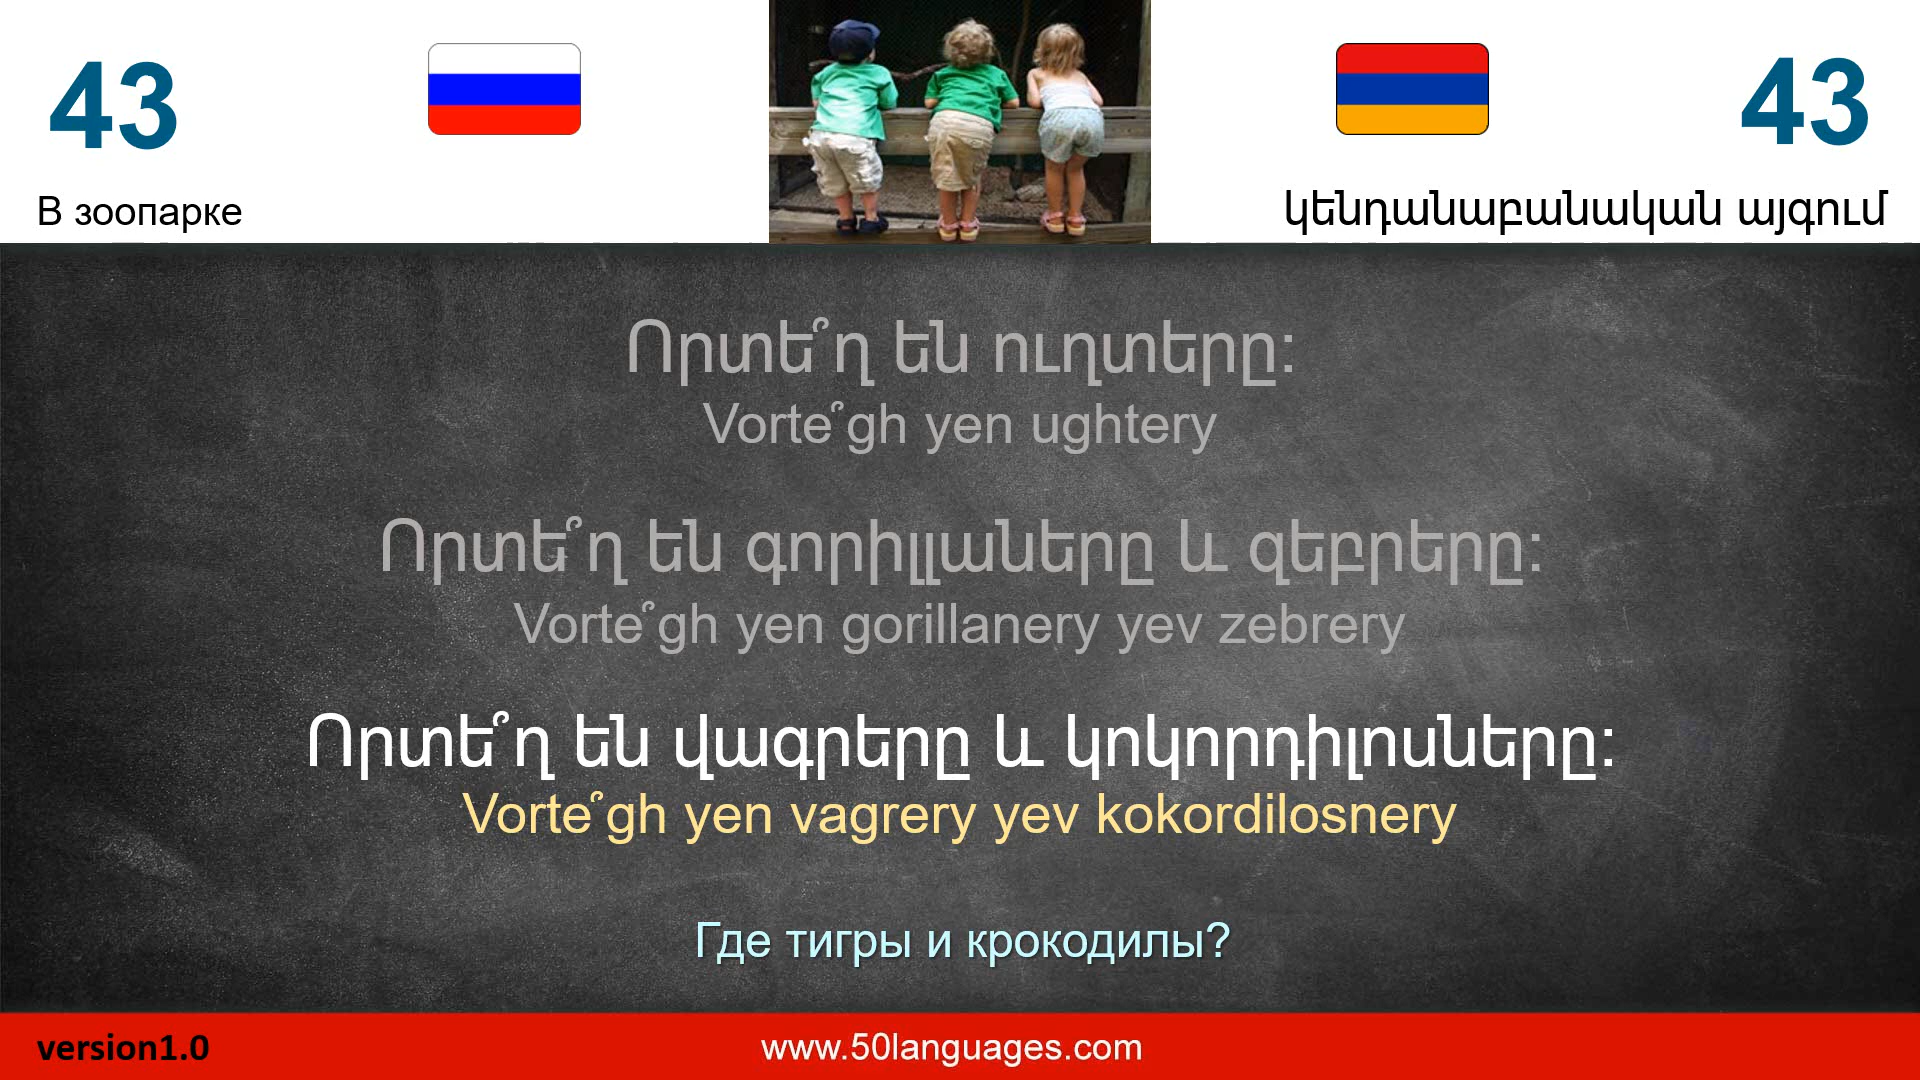 43
43
В зоопарке
կենդանաբանական այգում
Որտե՞ղ են ուղտերը:
Vorte՞gh yen ughtery
Որտե՞ղ են գորիլլաները և զեբրերը:
Vorte՞gh yen gorillanery yev zebrery
Որտե՞ղ են վագրերը և կոկորդիլոսները:
Vorte՞gh yen vagrery yev kokordilosnery
Где тигры и крокодилы?
version1.0
www.50languages.com